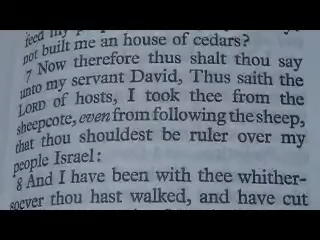 feed my
not built me an house of cedars?
7 Now therefore thus shalt thou say
unto my servant David, Thus saith the
LORD of hosts, I took thee from the
sheepcote, even from following the sheep,
that thou shouldest be ruler over my
people Israel:
8 And I have been with thee whither-
soever thou hast walked, and have cut